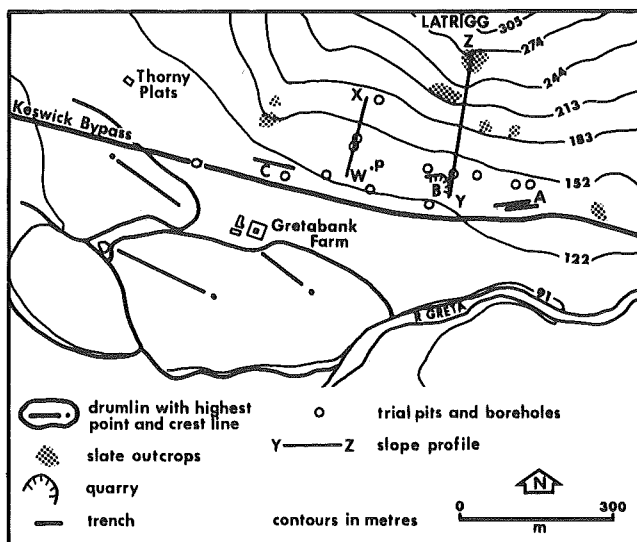 LATRIGG
305
Z
274
244
213
183
152
122
91
Thorny
Plats
X
Keswick Bypass
C
W
p
B
Y
A
Gretabank
Farm
R GRETA
drumlin with highest
point and crest line
slate outcrops
quarry
trench
trial pits and boreholes
Y Z slope profile
contours in metres
N
0 300
m